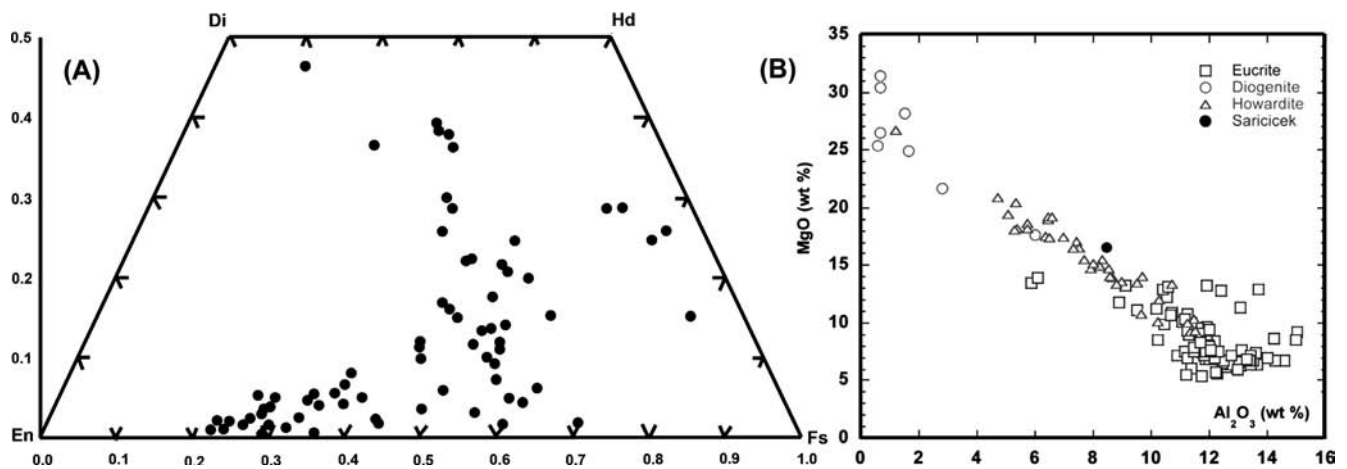 Di
Hd
(A)
0.5
0.4
0.3
0.2
0.1
En
Fs
0.0
0.1
0.2
0.3
0.4
0.5
0.6
0.7
0.8
0.9
1.0
(B)
Eucrite
Diogenite
Howardite
Saricicek
MgO (wt %)
35
30
25
20
15
10
5
0
Al₂O₃ (wt %)
0
2
4
6
8
10
12
14
16